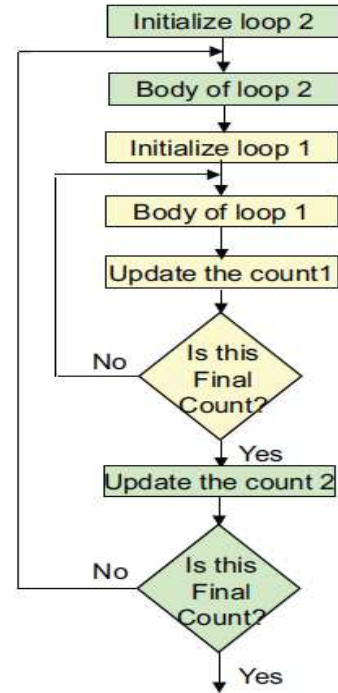 Initialize loop 2
Body of loop 2
Initialize loop 1
Body of loop 1
Update the count1
Is this
Final
Count?
No
Yes
Update the count 2
Is this
Final
Count?
No
Yes